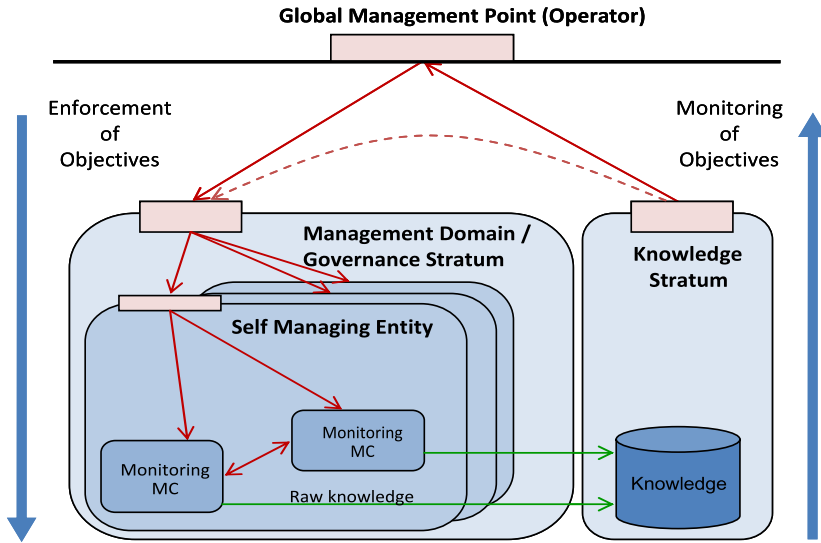 Global Management Point (Operator)
Enforcement
of
Objectives
Monitoring
of
Objectives
Management Domain /
Governance Stratum
Knowledge
Stratum
Self Managing Entity
Monitoring
MC
Monitoring
MC
Raw knowledge
Knowledge